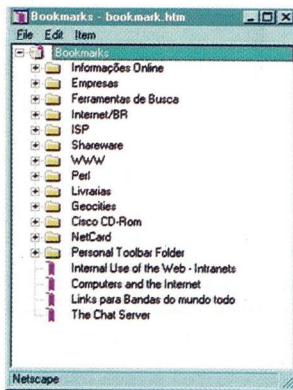 Bookmarks - bookmark.htm
File Edit Item
Bookmarks
Informações Online
Empresas
Ferramentas de Busca
Internet/BR
ISP
Shareware
WWW
Perl
Livrarias
Geocities
Cisco CD-Rom
NetCard
Personal Toolbar Folder
Internal Use of the Web - Intranets
Computers and the Internet
Links para Bandas do mundo todo
The Chat Server
Netscape